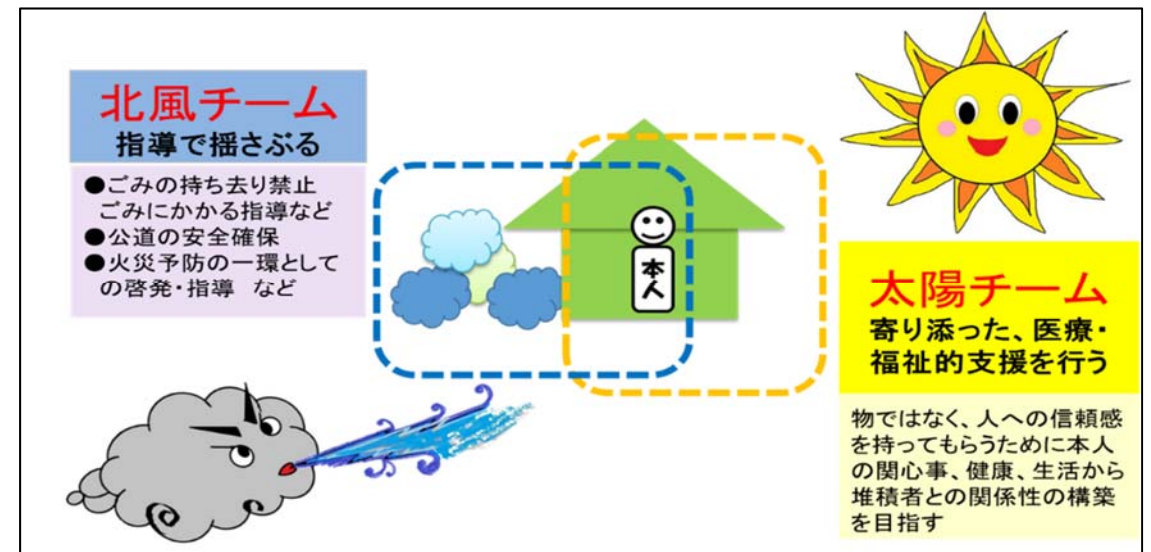 北風チーム
指導で揺さぶる
●ごみの持ち去り禁止
ごみにかかる指導など
●公道の安全確保
●火災予防の一環として
の啓発・指導　など
本人
太陽チーム
寄り添った、医療・
福祉的支援を行う
物ではなく、人への信頼感
を持ってもらうために本人
の関心事、健康、生活から
堆積者との関係性の構築
を目指す